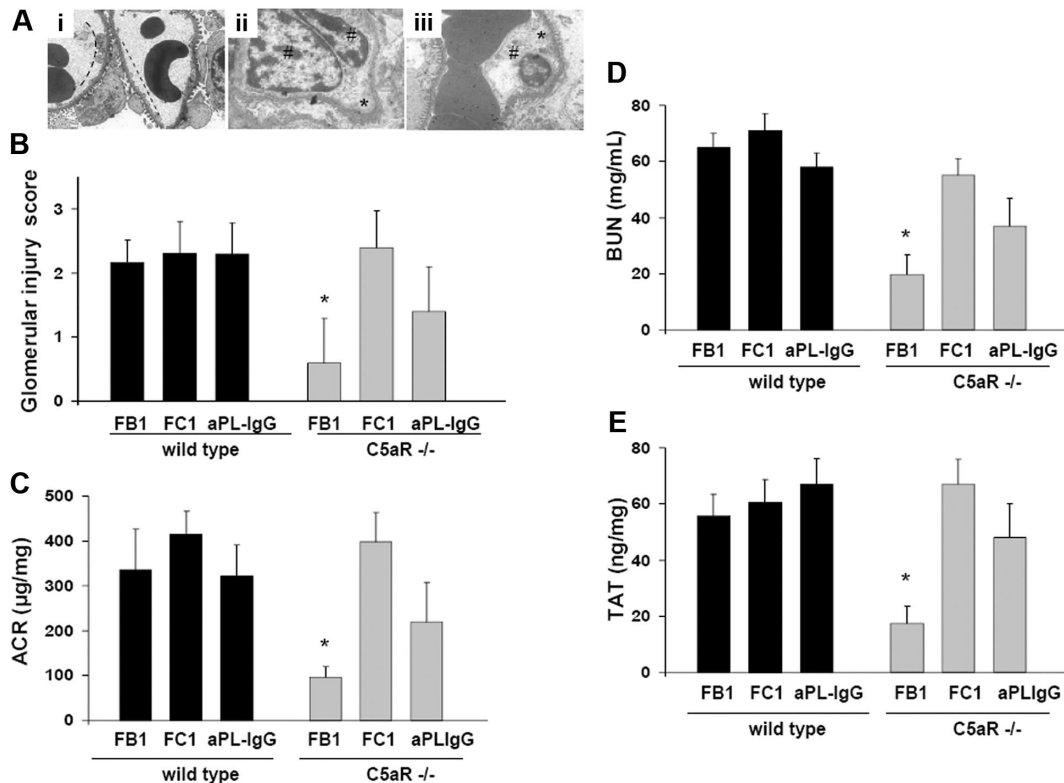 A
i
ii
iii
#
#
*
*
#
B
Glomerular injury score
3
2
1
0
*
FB1 FC1 aPL-IgG FB1 FC1 aPL-IgG
wild type C5aR -/-
C
ACR (µg/mg)
500
400
300
200
100
0
*
FB1 FC1 aPL-IgG FB1 FC1 aPLIgG
wild type C5aR -/-
D
BUN (mg/mL)
80
60
40
20
0
*
FB1 FC1 aPL-IgG FB1 FC1 aPL-IgG
wild type C5aR -/-
E
TAT (ng/mg)
80
60
40
20
0
*
FB1 FC1 aPL-IgG FB1 FC1 aPLIgG
wild type C5aR -/-